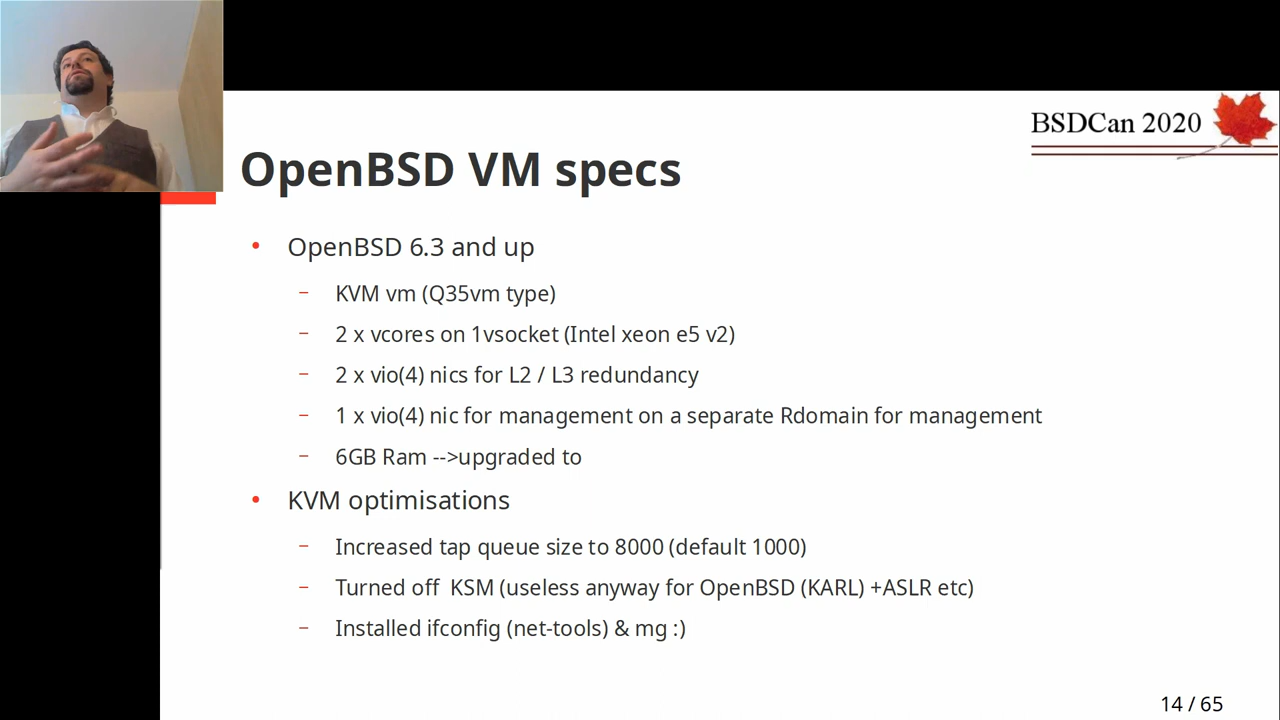 BSDCan 2020
OpenBSD VM specs
• OpenBSD 6.3 and up
– KVM vm (Q35vm type)
– 2 x vcores on 1vsocket (Intel xeon e5 v2)
– 2 x vio(4) nics for L2 / L3 redundancy
– 1 x vio(4) nic for management on a separate Rdomain for management
– 6GB Ram -->upgraded to
• KVM optimisations
– Increased tap queue size to 8000 (default 1000)
– Turned off  KSM (useless anyway for OpenBSD (KARL) +ASLR etc)
– Installed ifconfig (net-tools) & mg :)
14 / 65